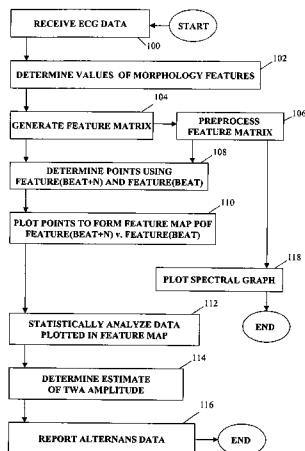 RECEIVE ECG DATA
START
100
102
DETERMINE VALUES OF MORPHOLOGY FEATURES
104
106
GENERATE FEATURE MATRIX
PREPROCESS
FEATURE MATRIX
108
DETERMINE POINTS USING
FEATURE(BEAT+N) AND FEATURE(BEAT)
110
PLOT POINTS TO FORM FEATURE MAP POF
FEATURE(BEAT+N) v. FEATURE(BEAT)
118
PLOT SPECTRAL GRAPH
112
END
STATISTICALLY ANALYZE DATA
PLOTTED IN FEATURE MAP
114
DETERMINE ESTIMATE
OF TWA AMPLITUDE
116
REPORT ALTERNANS DATA
END